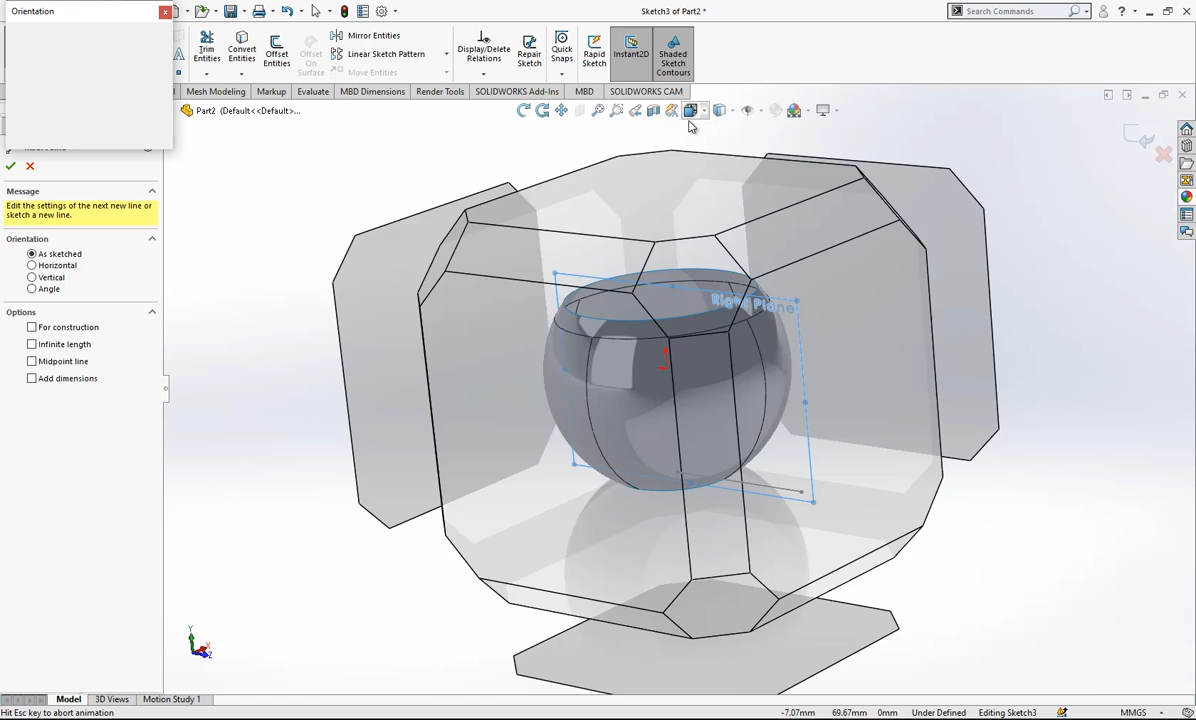 Orientation
Sketch3 of Part2 *
Search Commands
Trim Entities
Convert Entities
Offset Entities
Offset On Surface
Mirror Entities
Linear Sketch Pattern
Move Entities
Display/Delete Relations
Repair Sketch
Quick Snaps
Rapid Sketch
Instant2D
Shaded Sketch Contours
Mesh Modeling
Markup
Evaluate
MBD Dimensions
Render Tools
SOLIDWORKS Add-Ins
MBD
SOLIDWORKS CAM
Part2 (Default<<Default>...
Message
Edit the settings of the next new line or
sketch a new line.
Orientation
As sketched
Horizontal
Vertical
Angle
Options
For construction
Infinite length
Midpoint line
Add dimensions
Right Plane
Y
X
Z
Model
3D Views
Motion Study 1
Hit Esc key to abort animation
-7.07mm
69.67mm
0mm
Under Defined
Editing Sketch3
MMGS